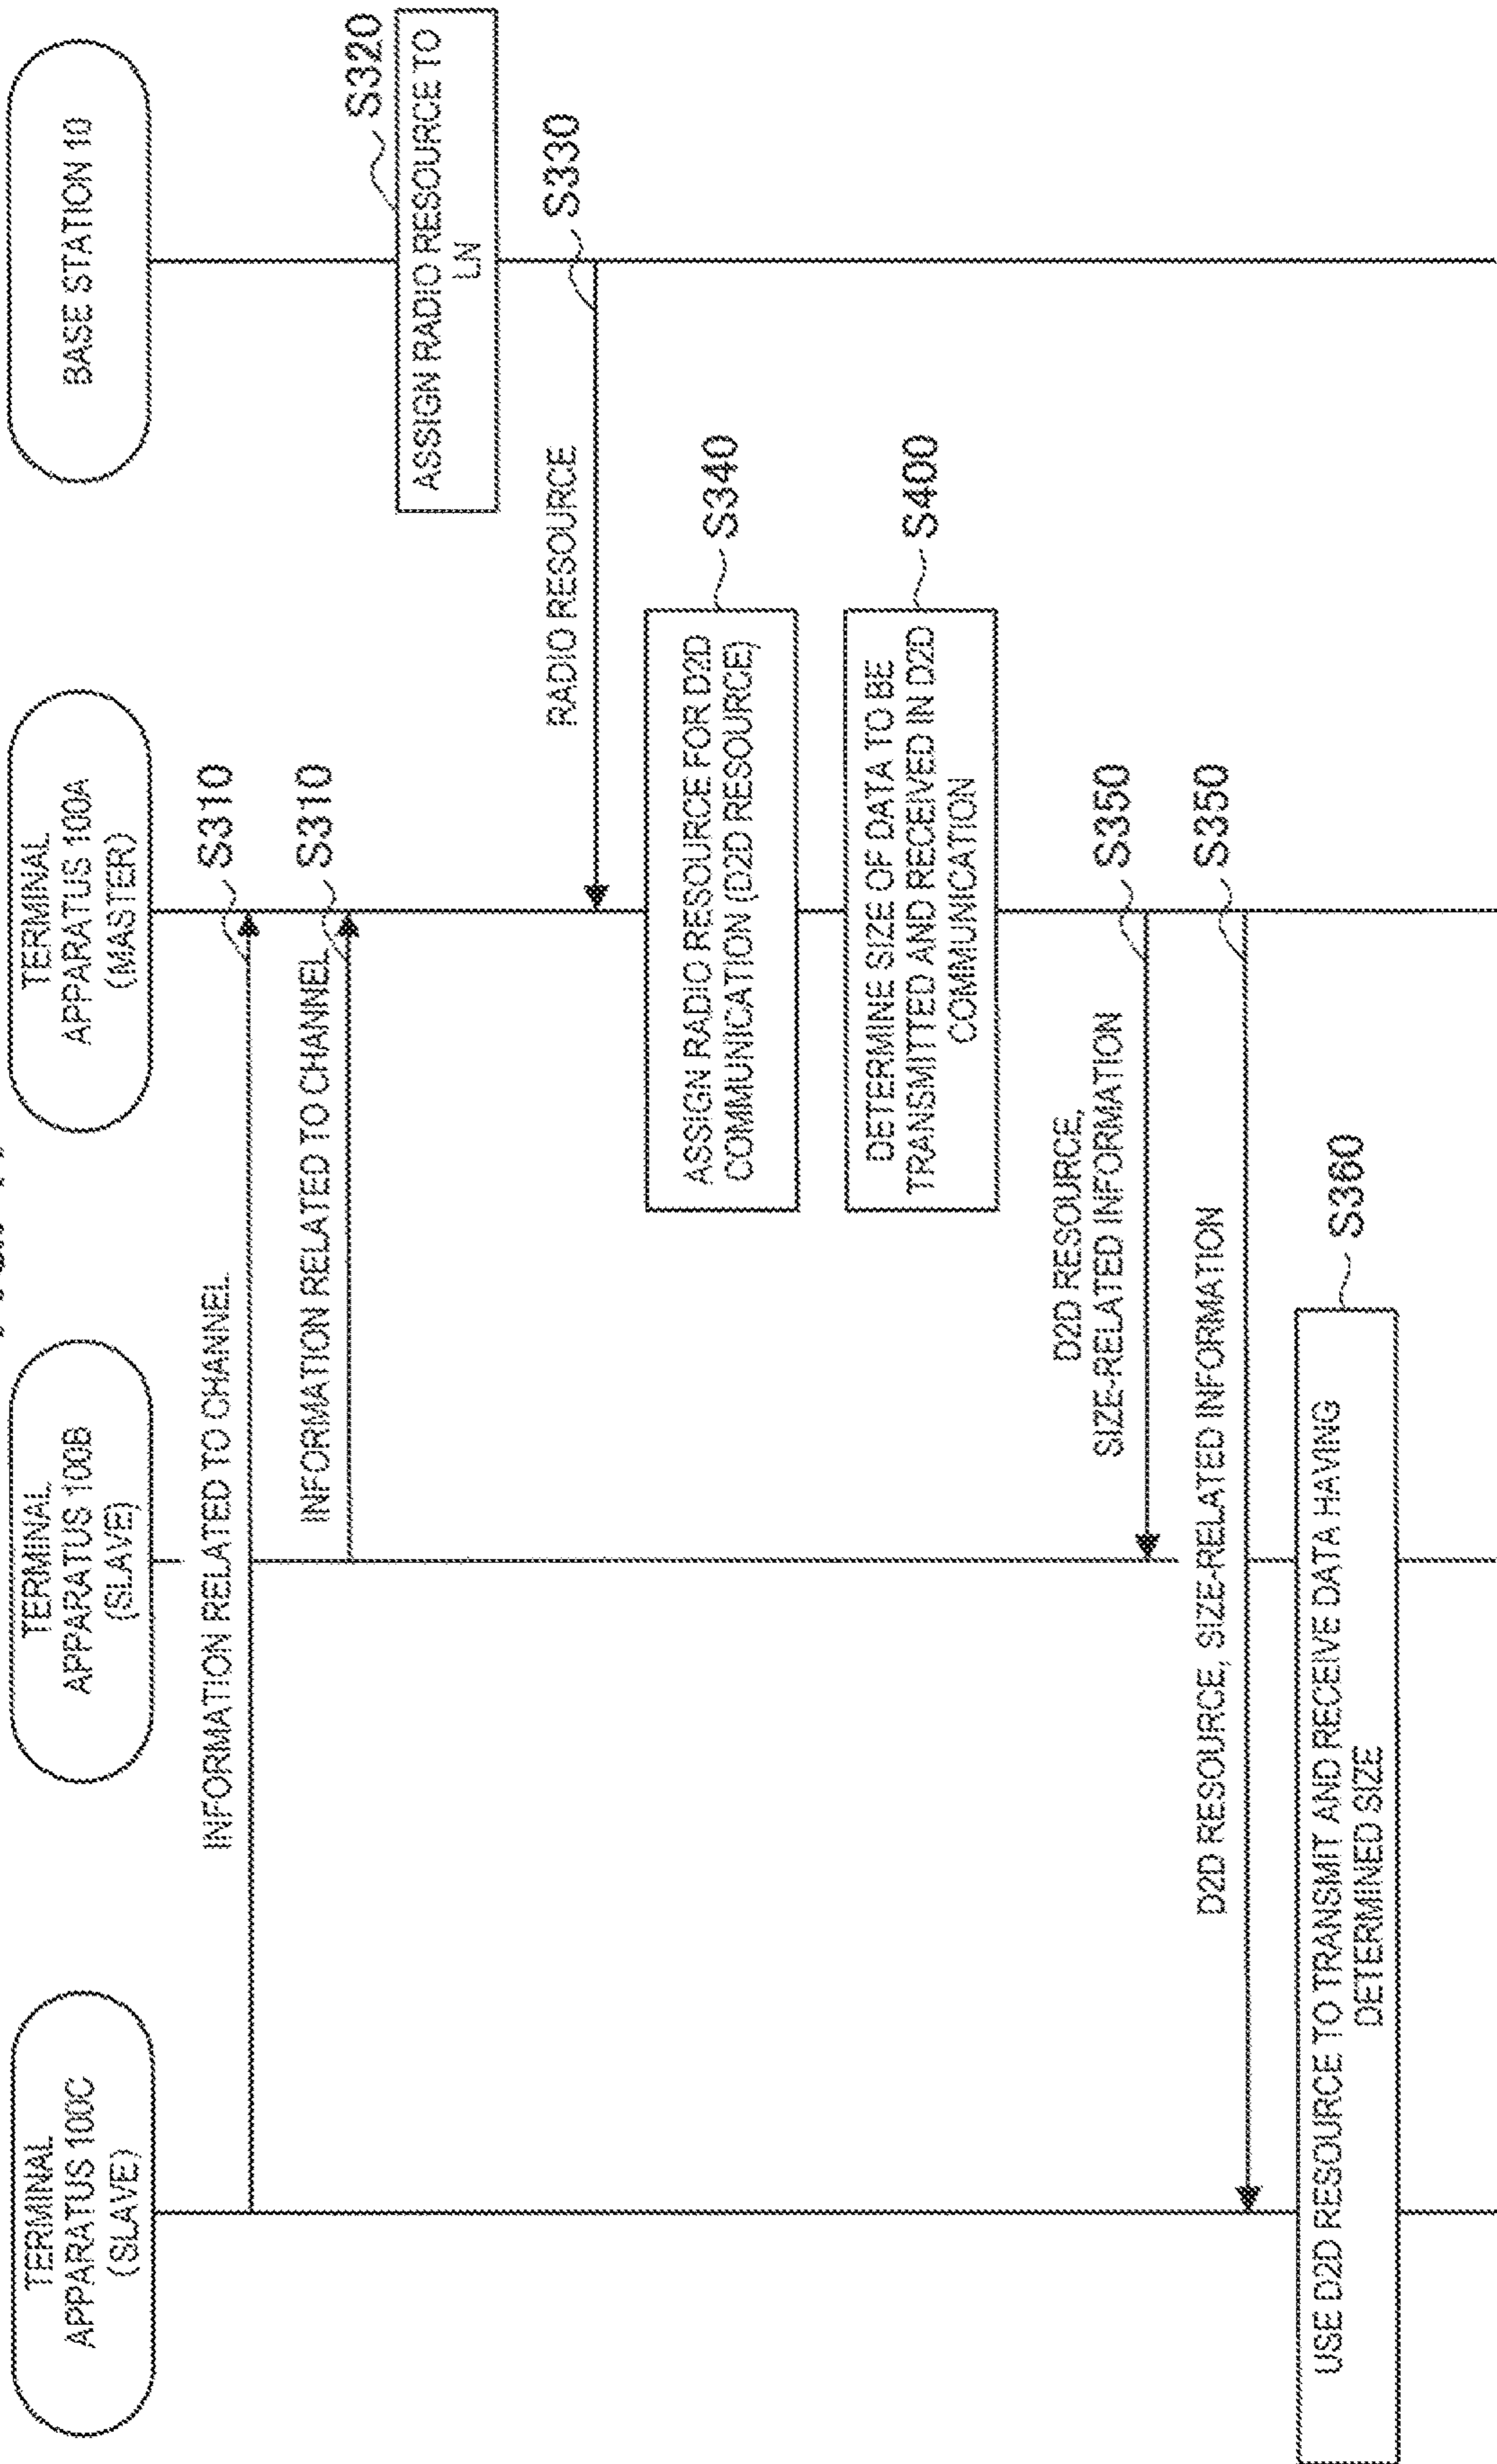 TERMINAL
APPARATUS 100C
(SLAVE)
TERMINAL
APPARATUS 100B
(SLAVE)
TERMINAL
APPARATUS 100A
(MASTER)
BASE STATION 10
INFORMATION RELATED TO CHANNEL
S310
INFORMATION RELATED TO CHANNEL
S310
S320
ASSIGN RADIO RESOURCE TO
LN
RADIO RESOURCE
S330
ASSIGN RADIO RESOURCE FOR D2D
COMMUNICATION (D2D RESOURCE)
S340
DETERMINE SIZE OF DATA TO BE
TRANSMITTED AND RECEIVED IN D2D
COMMUNICATION
S400
D2D RESOURCE,
SIZE-RELATED INFORMATION
S350
D2D RESOURCE, SIZE-RELATED INFORMATION
S350
USE D2D RESOURCE TO TRANSMIT AND RECEIVE DATA HAVING
DETERMINED SIZE
S360